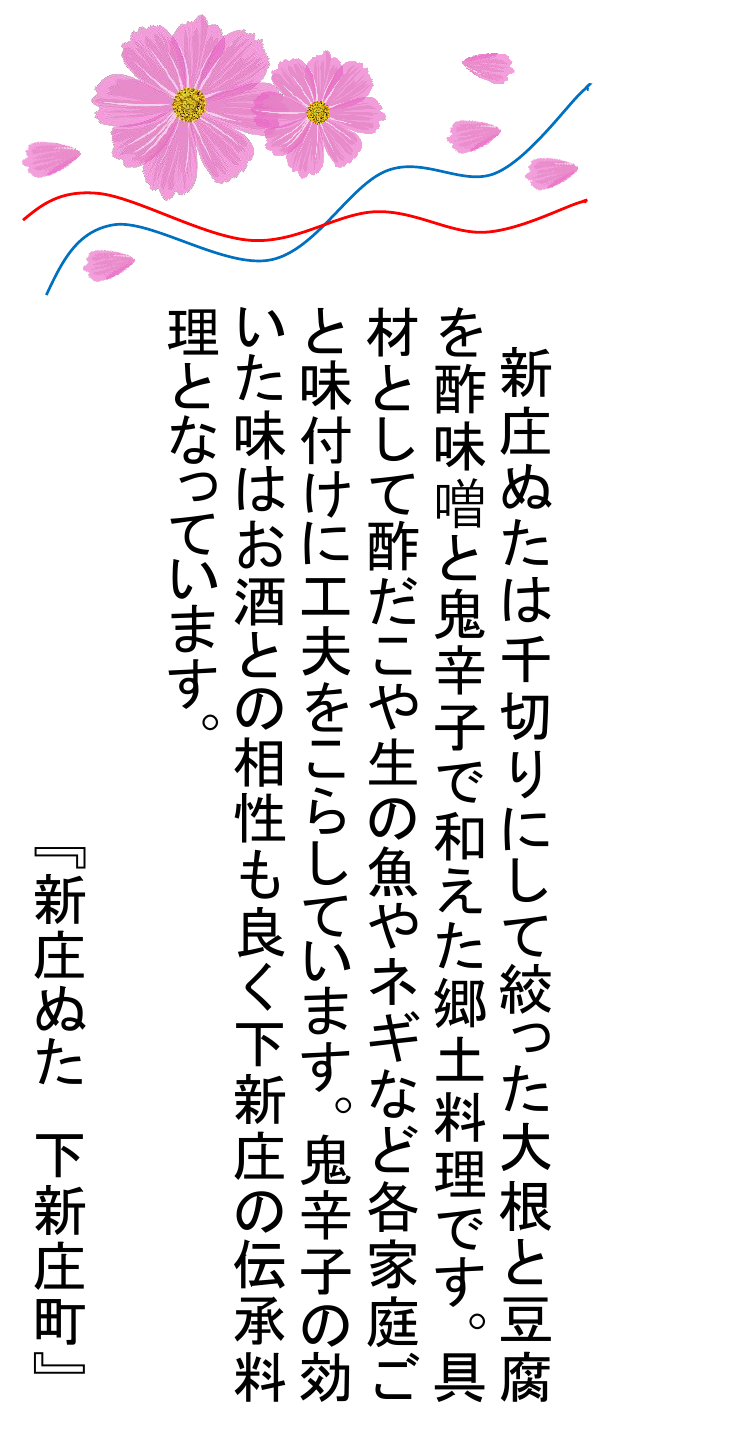 新庄ぬたは千切りにして絞った大根と豆腐
を酢味噌と鬼辛子で和えた郷土料理です。具
材として酢だこや生の魚やネギなど各家庭ご
と味付けに工夫をこらしています。鬼辛子の効
いた味はお酒との相性も良く下新庄の伝承料
理となっています。
『新庄ぬた　下新庄町』